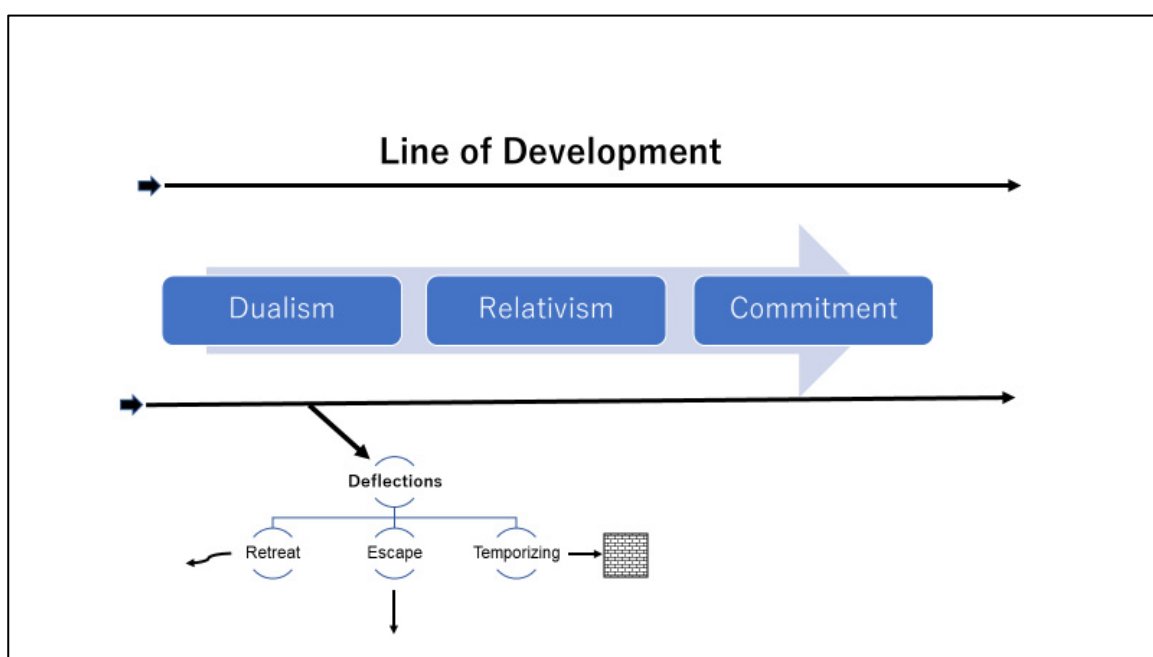 Line of Development
Dualism
Relativism
Commitment
Deflections
Retreat
Escape
Temporizing